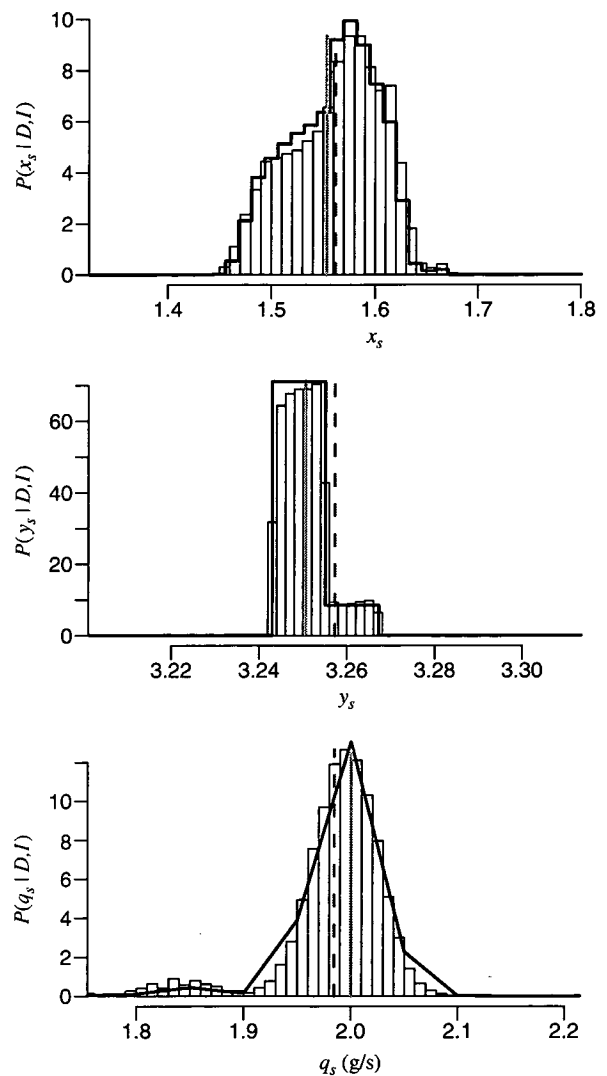 10
8
6
4
2
0
P(x_s | D,I)
1.4 1.5 1.6 1.7 1.8
x_s
60
40
20
0
P(y_s | D,I)
3.22 3.24 3.26 3.28 3.30
y_s
10
8
6
4
2
0
P(q_s | D,I)
1.8 1.9 2.0 2.1 2.2
q_s (g/s)